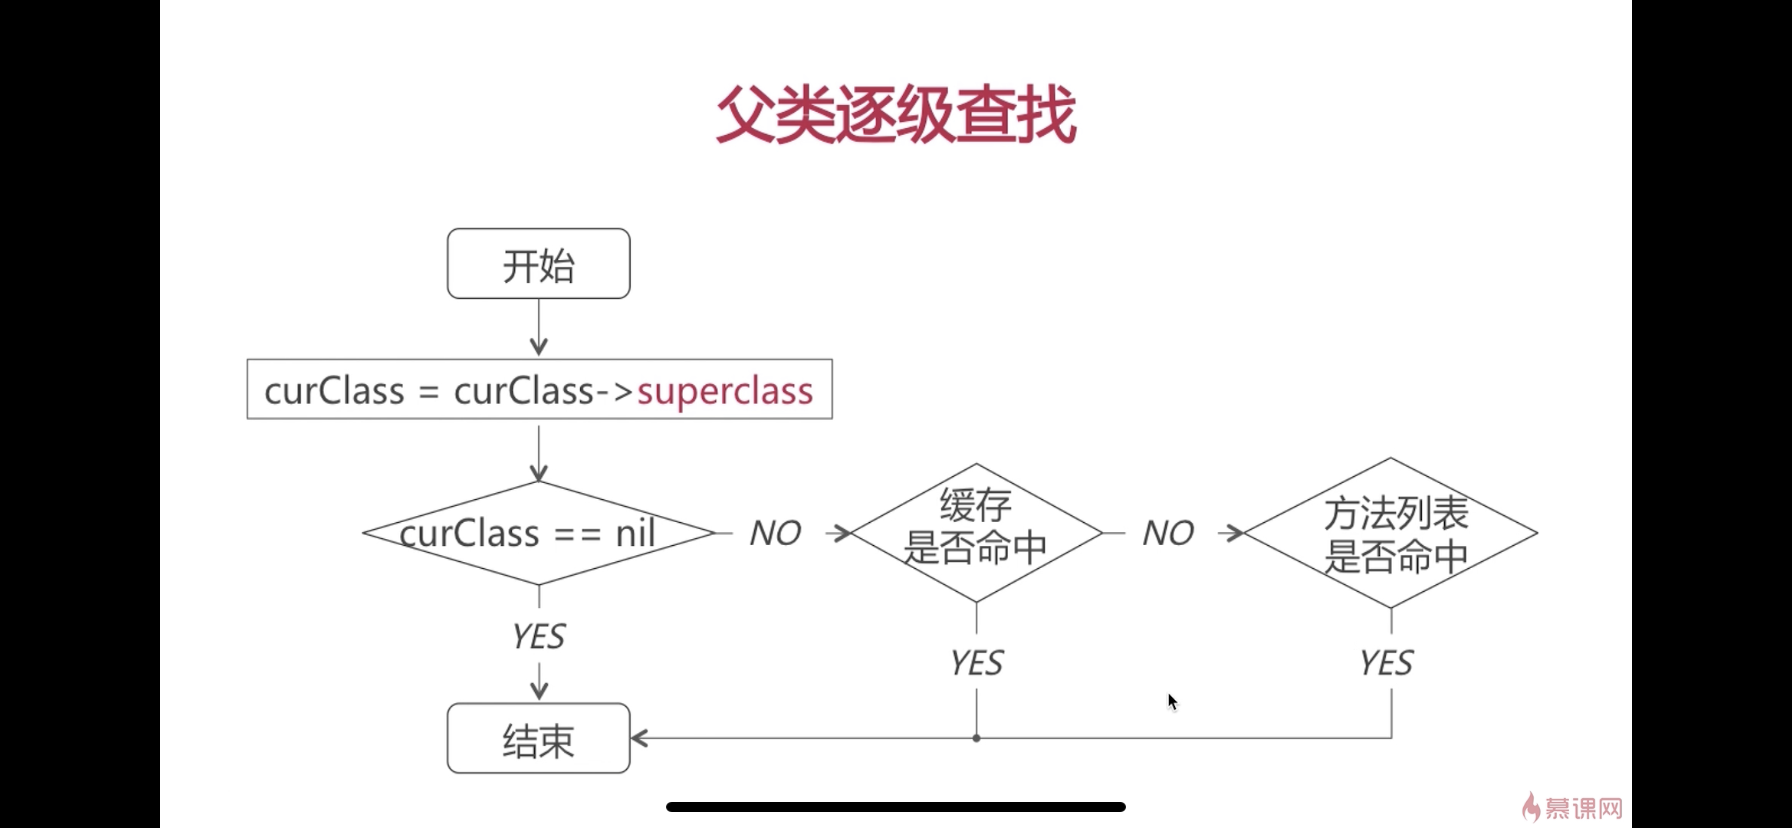 父类逐级查找
开始
curClass = curClass->superclass
curClass == nil
NO
缓存
是否命中
NO
方法列表
是否命中
YES
YES
YES
结束
慕课网